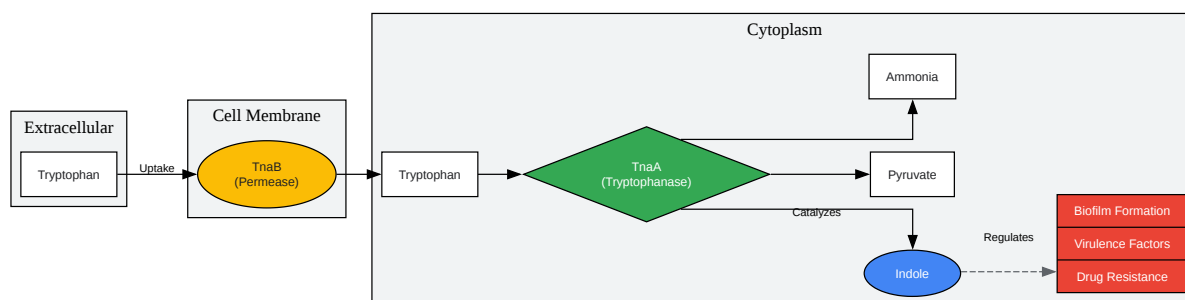 Cytoplasm
Ammonia
Extracellular
Cell Membrane
Tryptophan
Uptake
TnaB
(Permease)
Tryptophan
TnaA
(Tryptophanase)
Pyruvate
Catalyzes
Indole
Regulates
Biofilm Formation
Virulence Factors
Drug Resistance